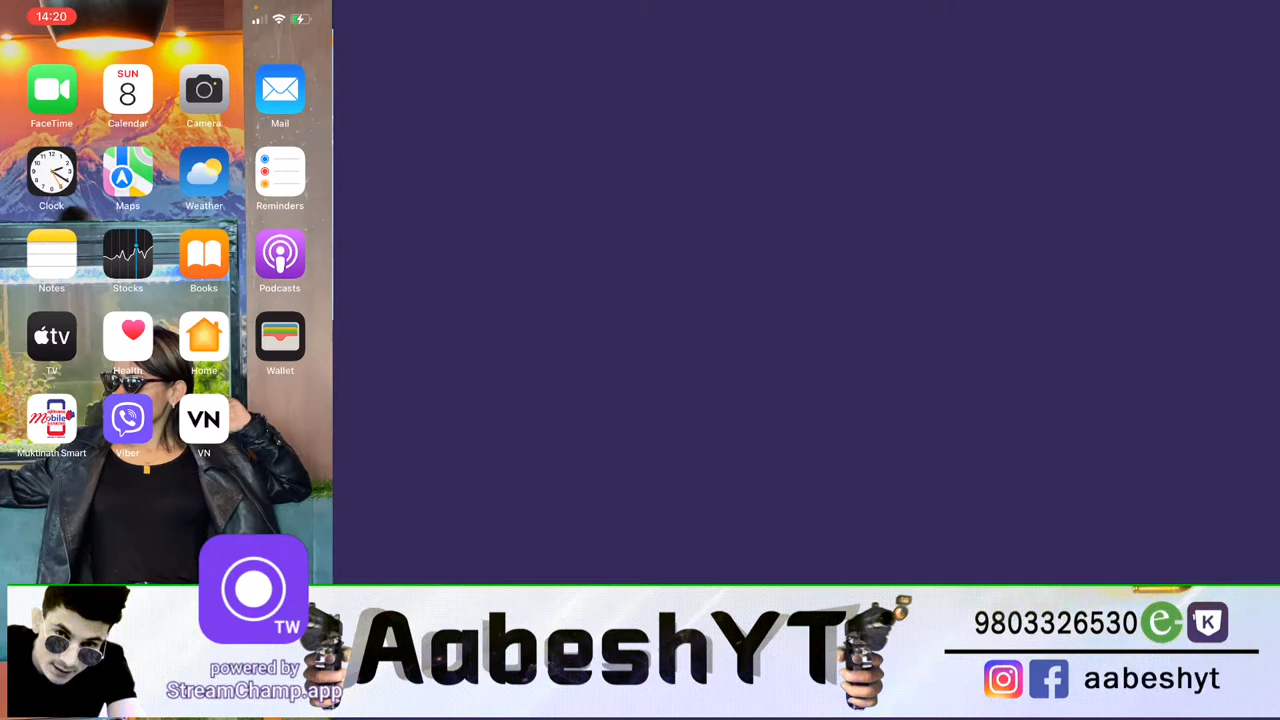 14:20
SUN
8
FaceTime
Calendar
Camera
Mail
Clock
Maps
Weather
Reminders
Notes
Stocks
Books
Podcasts
tv
TV
Health
Home
Wallet
Mobile
VN
Muktinath Smart
Viber
VN
TW
powered by
StreamChamp.app
AabeshYT
9803326530
e
K
aabeshyt